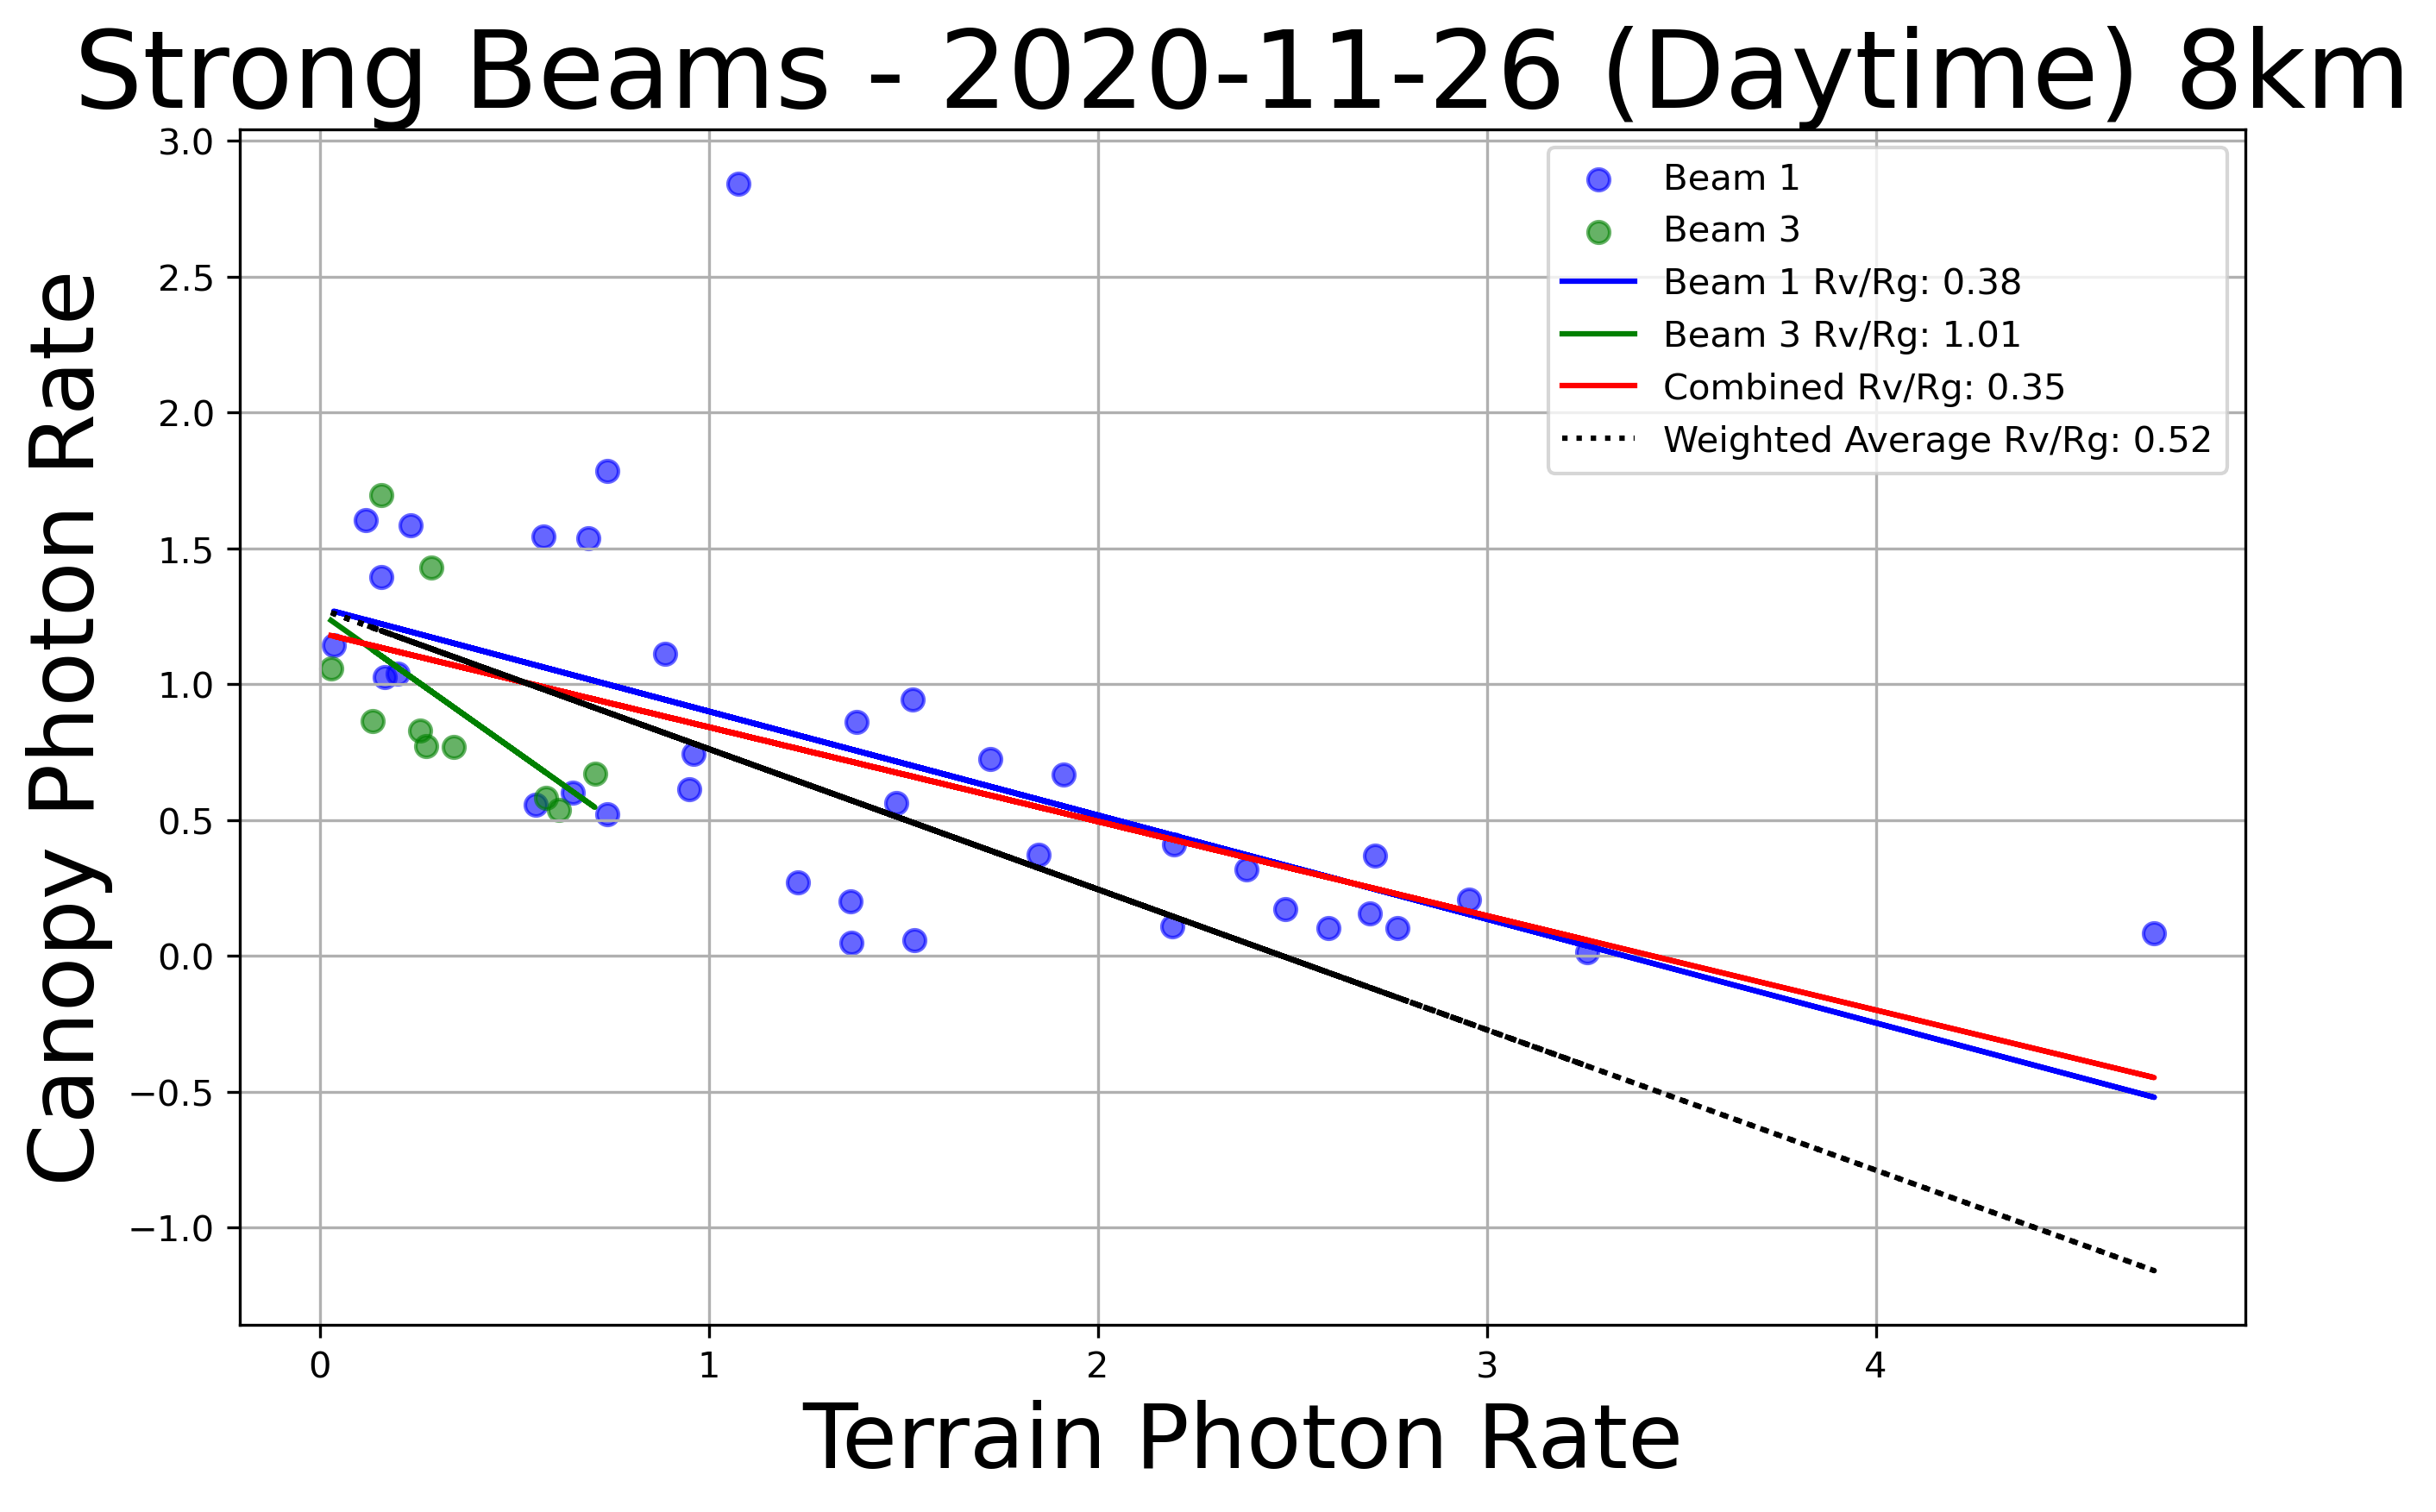 Strong Beams - 2020-11-26 (Daytime) 8km
Canopy Photon Rate
3.0
2.5
2.0
1.5
1.0
0.5
0.0
−0.5
−1.0
Beam 1
Beam 3
Beam 1 Rv/Rg: 0.38
Beam 3 Rv/Rg: 1.01
Combined Rv/Rg: 0.35
Weighted Average Rv/Rg: 0.52
0 1 2 3 4
Terrain Photon Rate